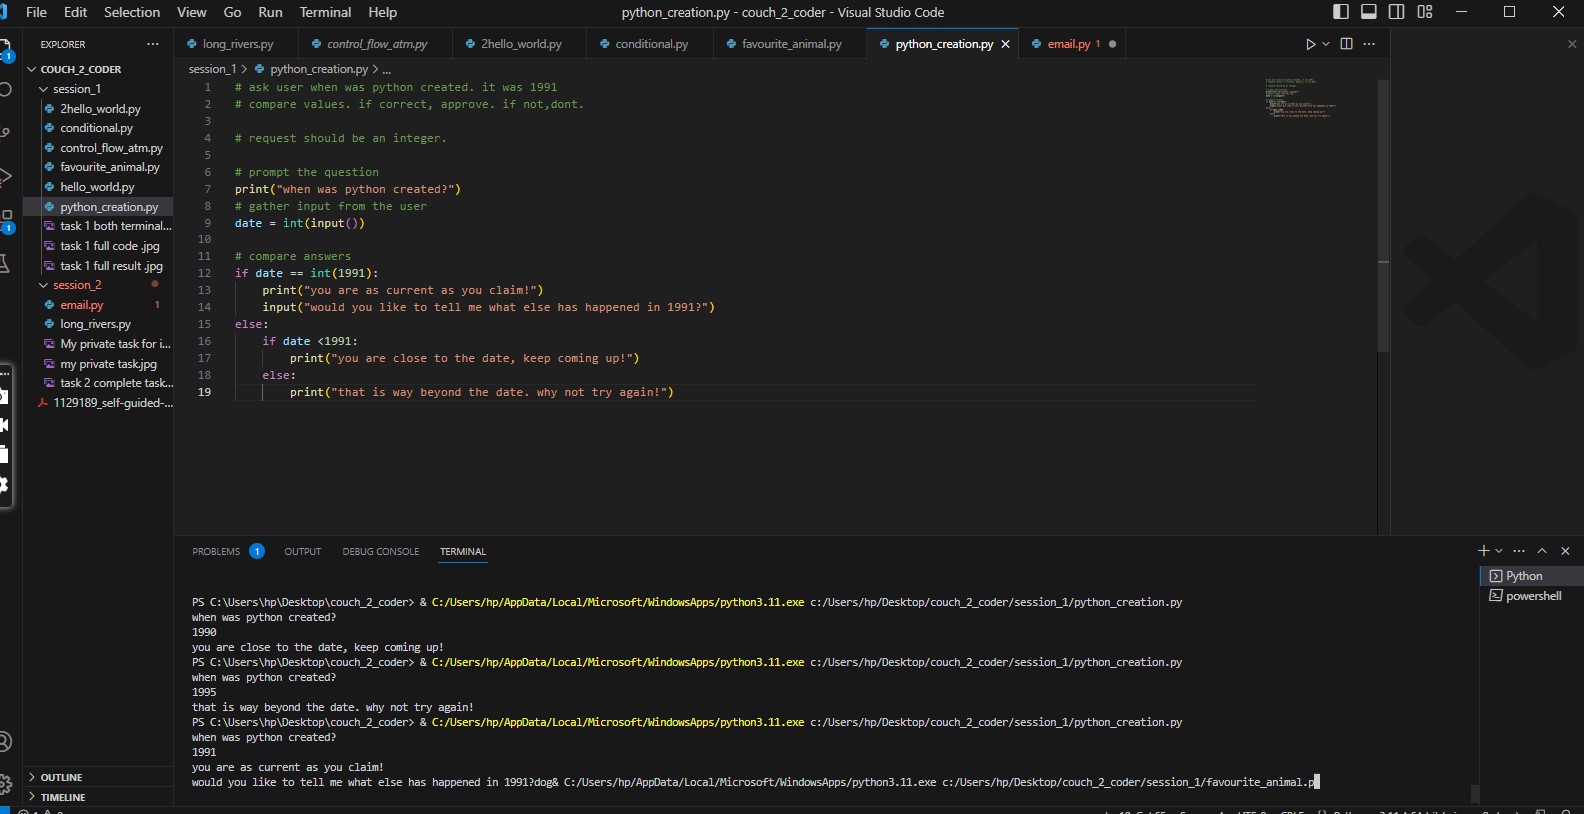 File Edit Selection View Go Run Terminal Help python_creation.py - couch_2_coder - Visual Studio Code
EXPLORER
COUCH_2_CODER
session_1
2hello_world.py
conditional.py
control_flow_atm.py
favourite_animal.py
hello_world.py
python_creation.py
task 1 both terminal...
task 1 full code .jpg
task 1 full result .jpg
session_2
email.py 1
long_rivers.py
My private task for i...
my private task.jpg
task 2 complete task...
1129189_self-guided-...
OUTLINE
TIMELINE
1
1
long_rivers.py control_flow_atm.py 2hello_world.py conditional.py favourite_animal.py python_creation.py email.py 1
session_1 > python_creation.py > ...
1 # ask user when was python created. it was 1991
2 # compare values. if correct, approve. if not,dont.
3
4 # request should be an integer.
5
6 # prompt the question
7 print("when was python created?")
8 # gather input from the user
9 date = int(input())
10
11 # compare answers
12 if date == int(1991):
13 print("you are as current as you claim!")
14 input("would you like to tell me what else has happened in 1991?")
15 else:
16 if date <1991:
17 print("you are close to the date, keep coming up!")
18 else:
19 print("that is way beyond the date. why not try again!")
PROBLEMS 1 OUTPUT DEBUG CONSOLE TERMINAL
Python
powershell
PS C:\Users\hp\Desktop\couch_2_coder> & C:/Users/hp/AppData/Local/Microsoft/WindowsApps/python3.11.exe c:/Users/hp/Desktop/couch_2_coder/session_1/python_creation.py
when was python created?
1990
you are close to the date, keep coming up!
PS C:\Users\hp\Desktop\couch_2_coder> & C:/Users/hp/AppData/Local/Microsoft/WindowsApps/python3.11.exe c:/Users/hp/Desktop/couch_2_coder/session_1/python_creation.py
when was python created?
1995
that is way beyond the date. why not try again!
PS C:\Users\hp\Desktop\couch_2_coder> & C:/Users/hp/AppData/Local/Microsoft/WindowsApps/python3.11.exe c:/Users/hp/Desktop/couch_2_coder/session_1/python_creation.py
when was python created?
1991
you are as current as you claim!
would you like to tell me what else has happened in 1991?dog& C:/Users/hp/AppData/Local/Microsoft/WindowsApps/python3.11.exe c:/Users/hp/Desktop/couch_2_coder/session_1/favourite_animal.p